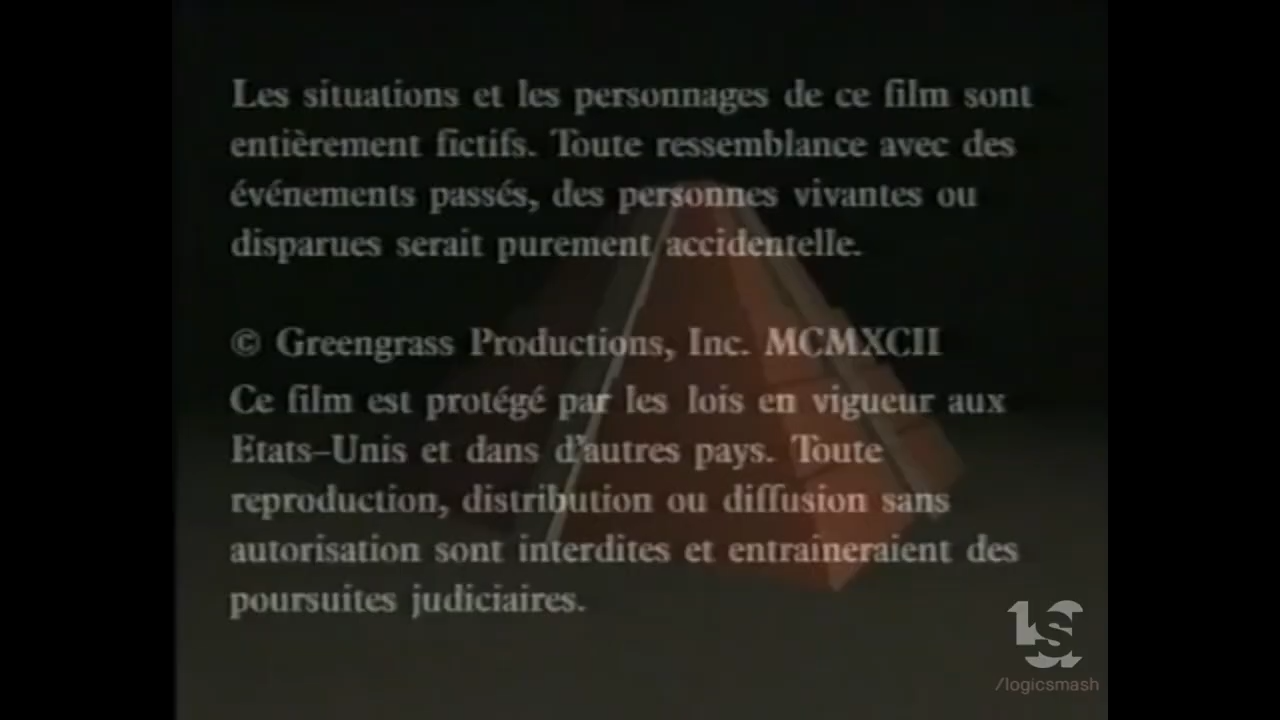 Les situations et les personnages de ce film sont
entièrement fictifs. Toute ressemblance avec des
événements passés, des personnes vivantes ou
disparues serait purement accidentelle.
© Greengrass Productions, Inc. MCMXCII
Ce film est protégé par les lois en vigueur aux
Etats–Unis et dans d'autres pays. Toute
reproduction, distribution ou diffusion sans
autorisation sont interdites et entraineraient des
poursuites judiciaires.
1S
/logicsmash